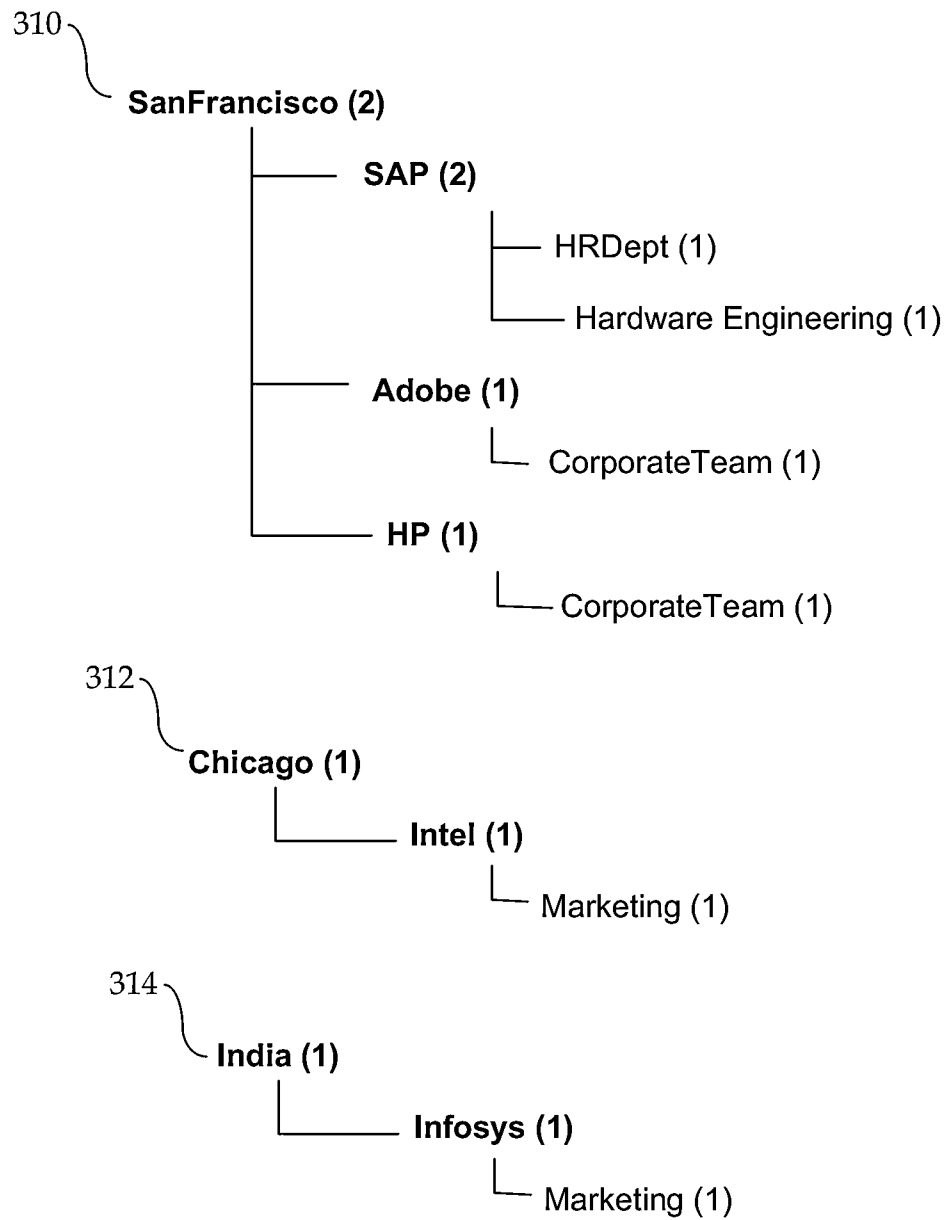 310
SanFrancisco (2)
SAP (2)
HRDept (1)
Hardware Engineering (1)
Adobe (1)
CorporateTeam (1)
HP (1)
CorporateTeam (1)
312
Chicago (1)
Intel (1)
Marketing (1)
314
India (1)
Infosys (1)
Marketing (1)